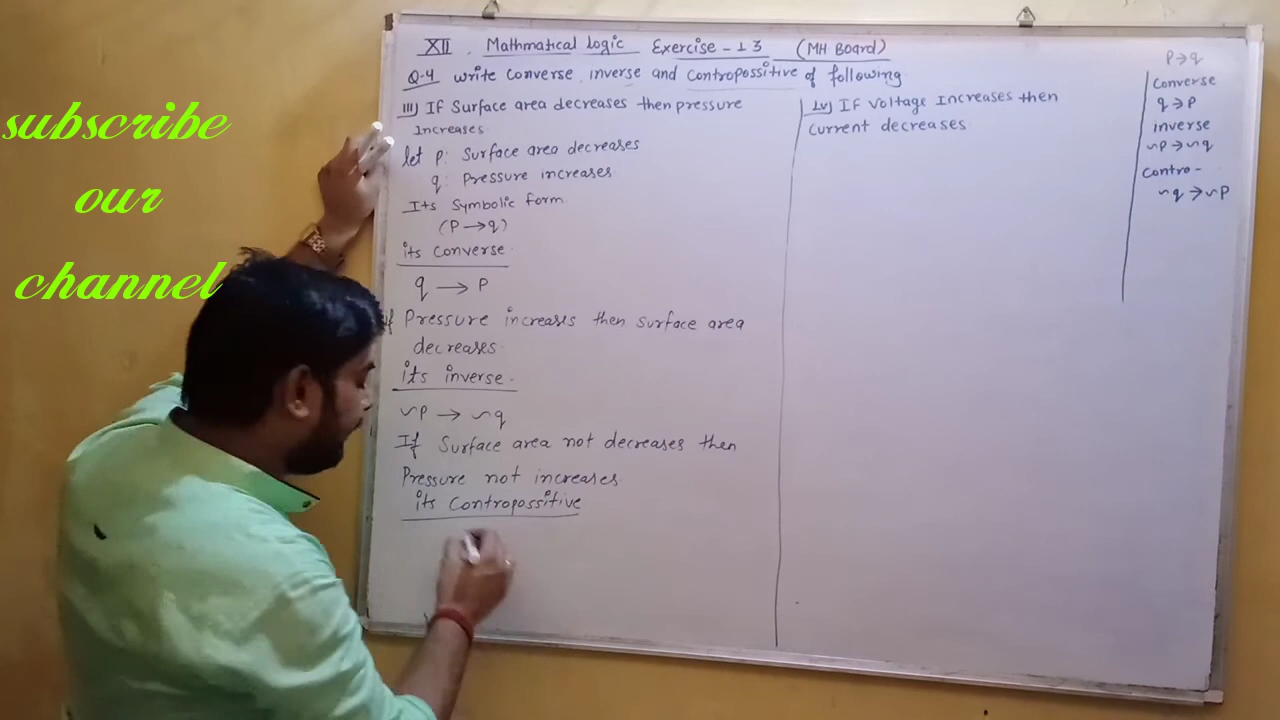 XII . Mathmatical logic Exercise - 13 (MH Board)
Q-4 write Converse, inverse and Contropossitive of following.
III) IF Surface area decreases then pressure
Increases.
let p: Surface area decreases
q: Pressure increases
Its Symbolic form
(P → q)
its Converse.
q → P
if Pressure increases then surface area
decreases.
its inverse.
~P → ~q
If Surface area not decreases then
Pressure not increases.
its Contropossitive
iv) IF Voltage Increases then
Current decreases
P → q
Converse
q → P
inverse
~P → ~q
Contro-
~q → ~P
subscribe
our
channel